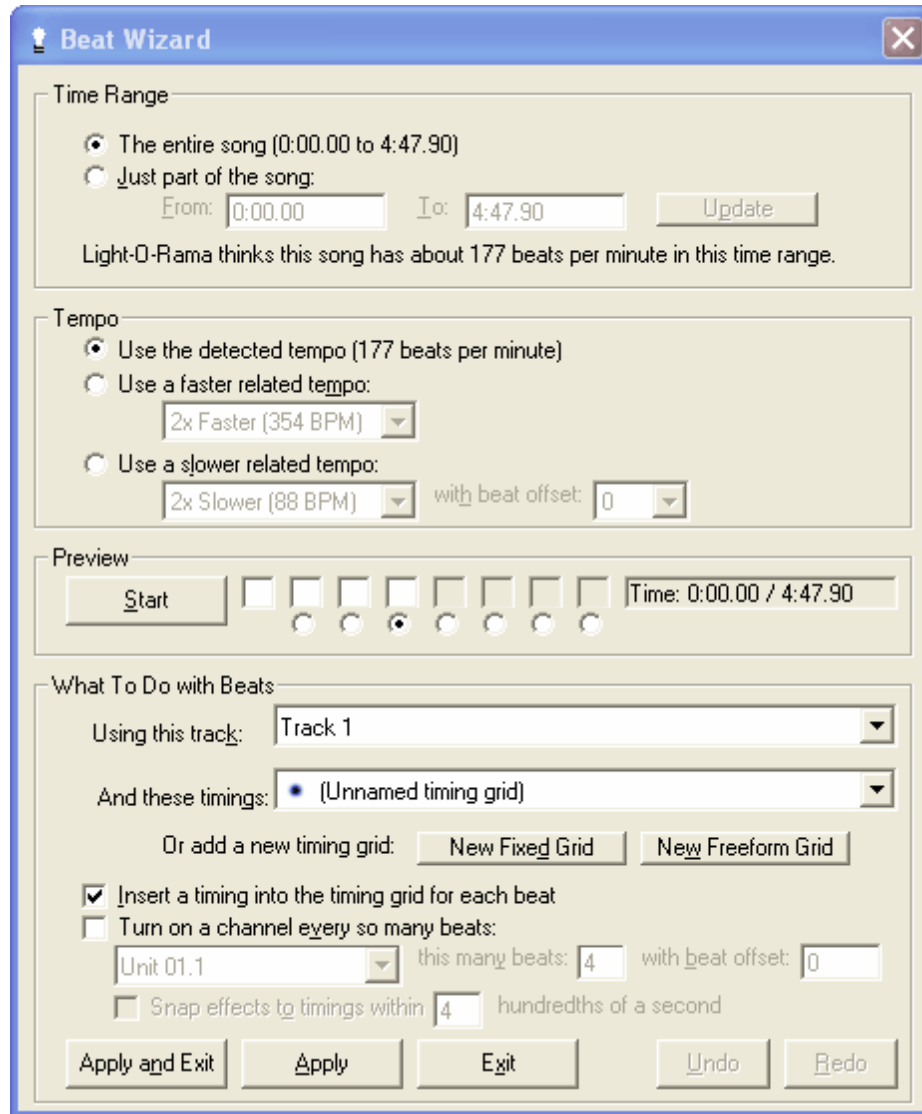 Beat Wizard
Time Range
The entire song (0:00.00 to 4:47.90)
Just part of the song:
From: 0:00.00 To: 4:47.90 Update
Light-O-Rama thinks this song has about 177 beats per minute in this time range.
Tempo
Use the detected tempo (177 beats per minute)
Use a faster related tempo:
2x Faster (354 BPM)
Use a slower related tempo:
2x Slower (88 BPM) with beat offset: 0
Preview
Start Time: 0:00.00 / 4:47.90
What To Do with Beats
Using this track: Track 1
And these timings: (Unnamed timing grid)
Or add a new timing grid: New Fixed Grid New Freeform Grid
Insert a timing into the timing grid for each beat
Turn on a channel every so many beats:
Unit 01.1 this many beats: 4 with beat offset: 0
Snap effects to timings within 4 hundredths of a second
Apply and Exit Apply Exit Undo Redo